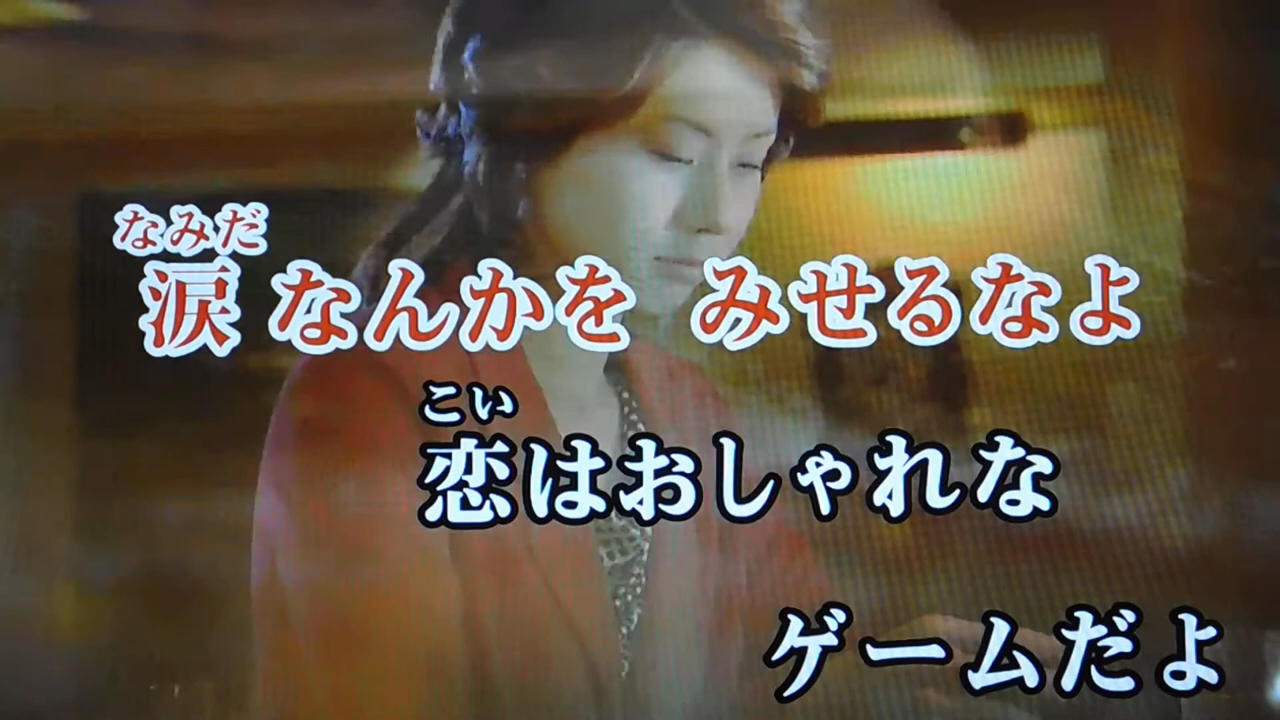 なみだ
涙なんかを みせるなよ
こい
恋はおしゃれな
ゲームだよ